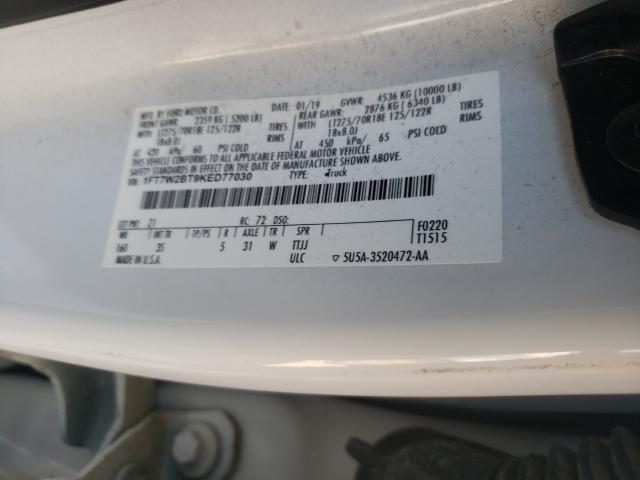 MFD. BY FORD MOTOR CO.
DATE: 01/19 GVWR: 4536 KG (10000 LB)
FRONT GAWR: 2359 KG (5200 LB) REAR GAWR: 2876 KG (6340 LB)
WITH LT275/70R18E 125/122R TIRES WITH LT275/70R18E 125/122R TIRES
18x8.0J RIMS 18x8.0J RIMS
AT 420 kPa/ 60 PSI COLD AT 450 kPa/ 65 PSI COLD
THIS VEHICLE CONFORMS TO ALL APPLICABLE FEDERAL MOTOR VEHICLE
SAFETY STANDARDS IN EFFECT ON THE DATE OF MANUFACTURE SHOWN ABOVE.
VIN: 1FT7W2BT9KED77030 TYPE: Truck
EXT PNT: Z1 RC: 72 DSO: F0220
WB INT TR TP/PS R AXLE TR SPR T1515
160 3S 5 31 W TTJJ
MADE IN U.S.A. ULC ▽ 5U5A-3520472-AA